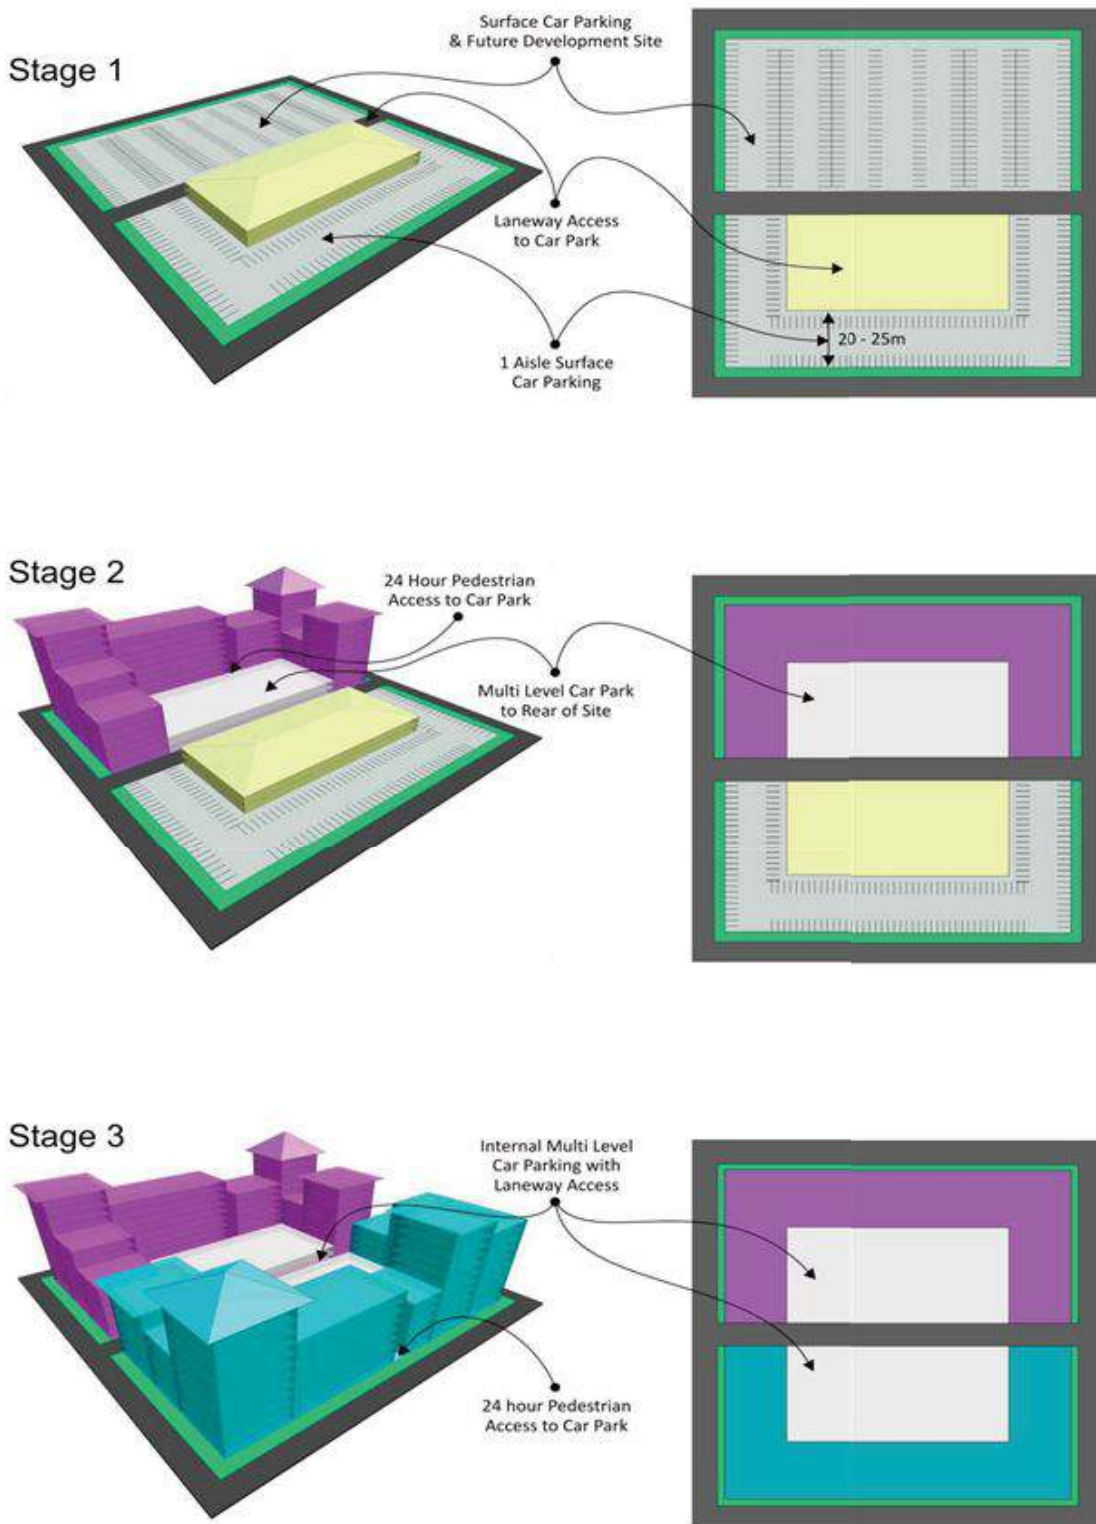 Stage 1
Surface Car Parking
& Future Development Site
Laneway Access
to Car Park
1 Aisle Surface
Car Parking
20 - 25m
Stage 2
24 Hour Pedestrian
Access to Car Park
Multi Level Car Park
to Rear of Site
Stage 3
Internal Multi Level
Car Parking with
Laneway Access
24 hour Pedestrian
Access to Car Park